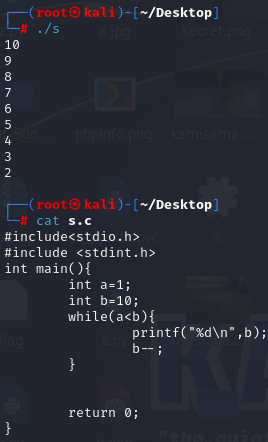 ┌──(root㉿kali)-[~/Desktop]
└─# ./s
10
9
8
7
6
5
4
3
2

┌──(root㉿kali)-[~/Desktop]
└─# cat s.c
#include<stdio.h>
#include <stdint.h>
int main(){
        int a=1;
        int b=10;
        while(a<b){
                printf("%d\n",b);
                b--;
        }


        return 0;
}
a.jpg
secret.png
phpinfo.png
kamisama.
a
flag
s.py
"the quie